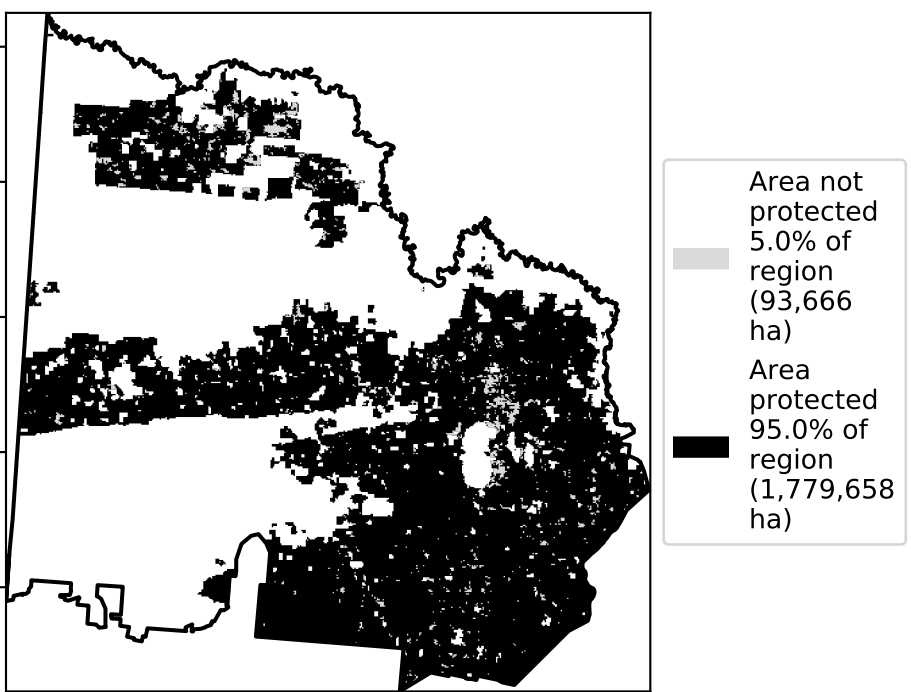 Area not
protected
5.0% of
region
(93,666
ha)
Area
protected
95.0% of
region
(1,779,658
ha)